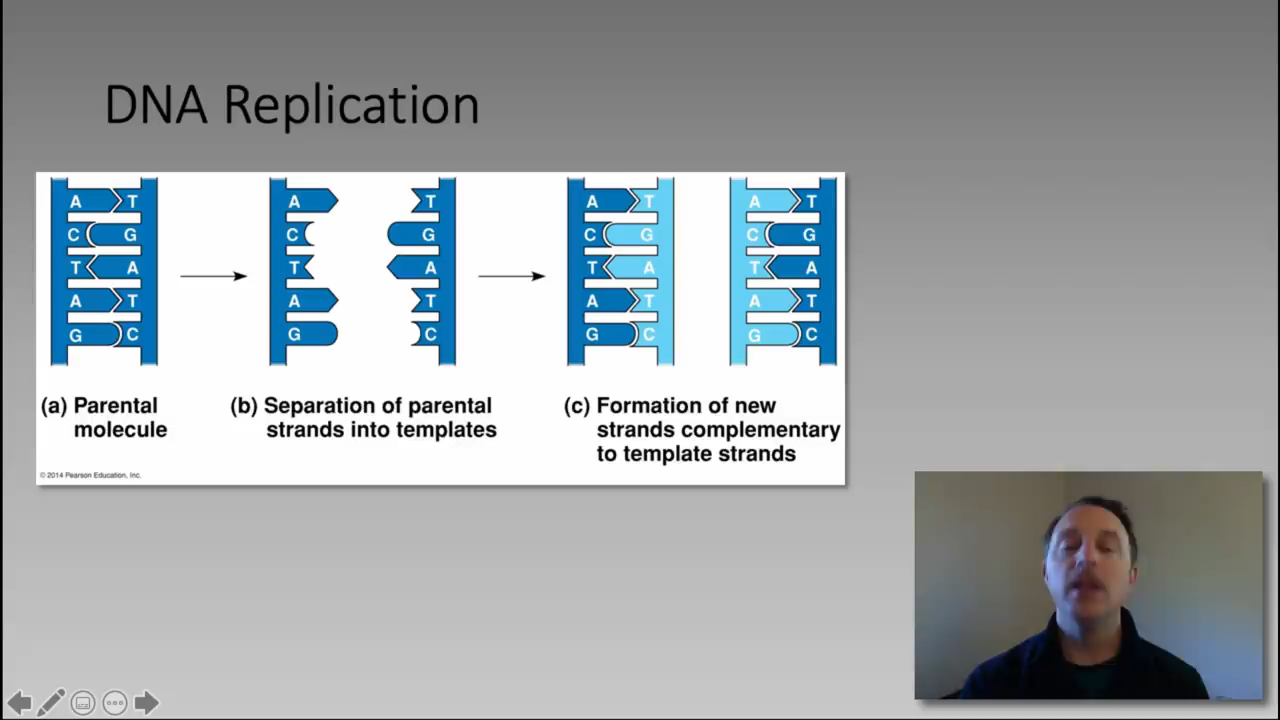 DNA Replication
A T A T A T A T
C G C G C G C G
T A T A T A T A
A T A T A T A T
G C G C G C G C
(a) Parental
molecule
(b) Separation of parental
strands into templates
(c) Formation of new
strands complementary
to template strands
© 2014 Pearson Education, Inc.